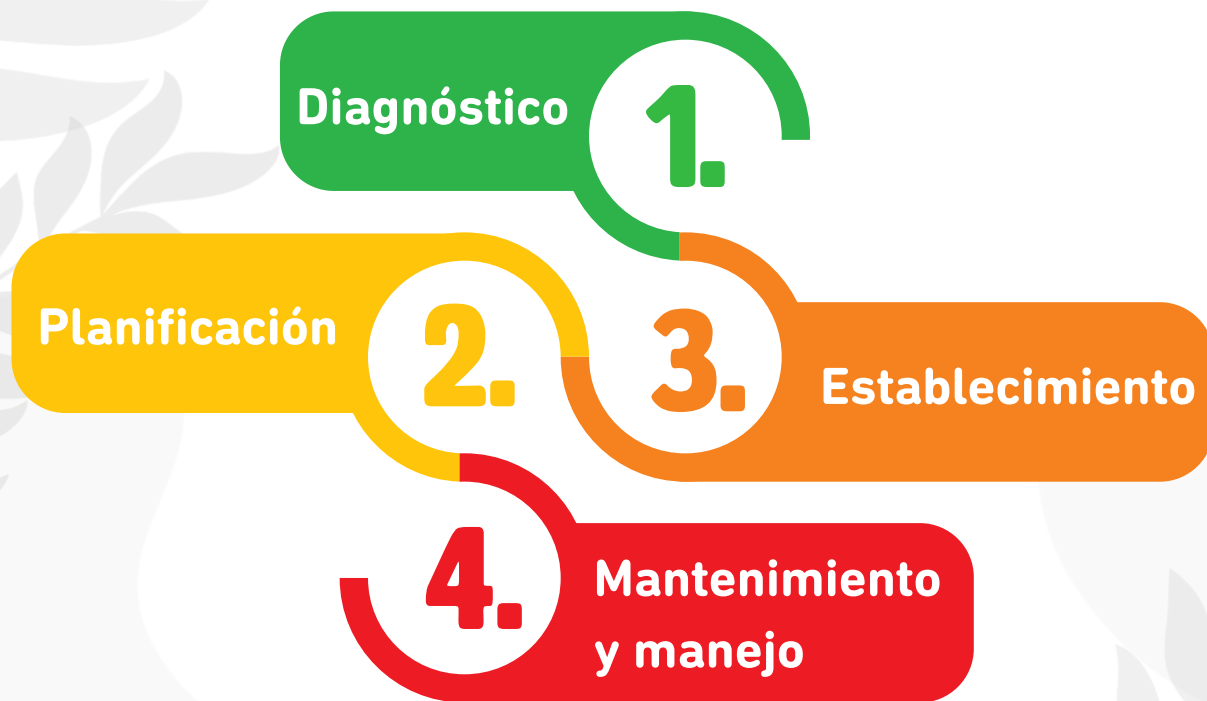 Diagnóstico
1.
Planificación
2.
3.
Establecimiento
4.
Mantenimiento
y manejo